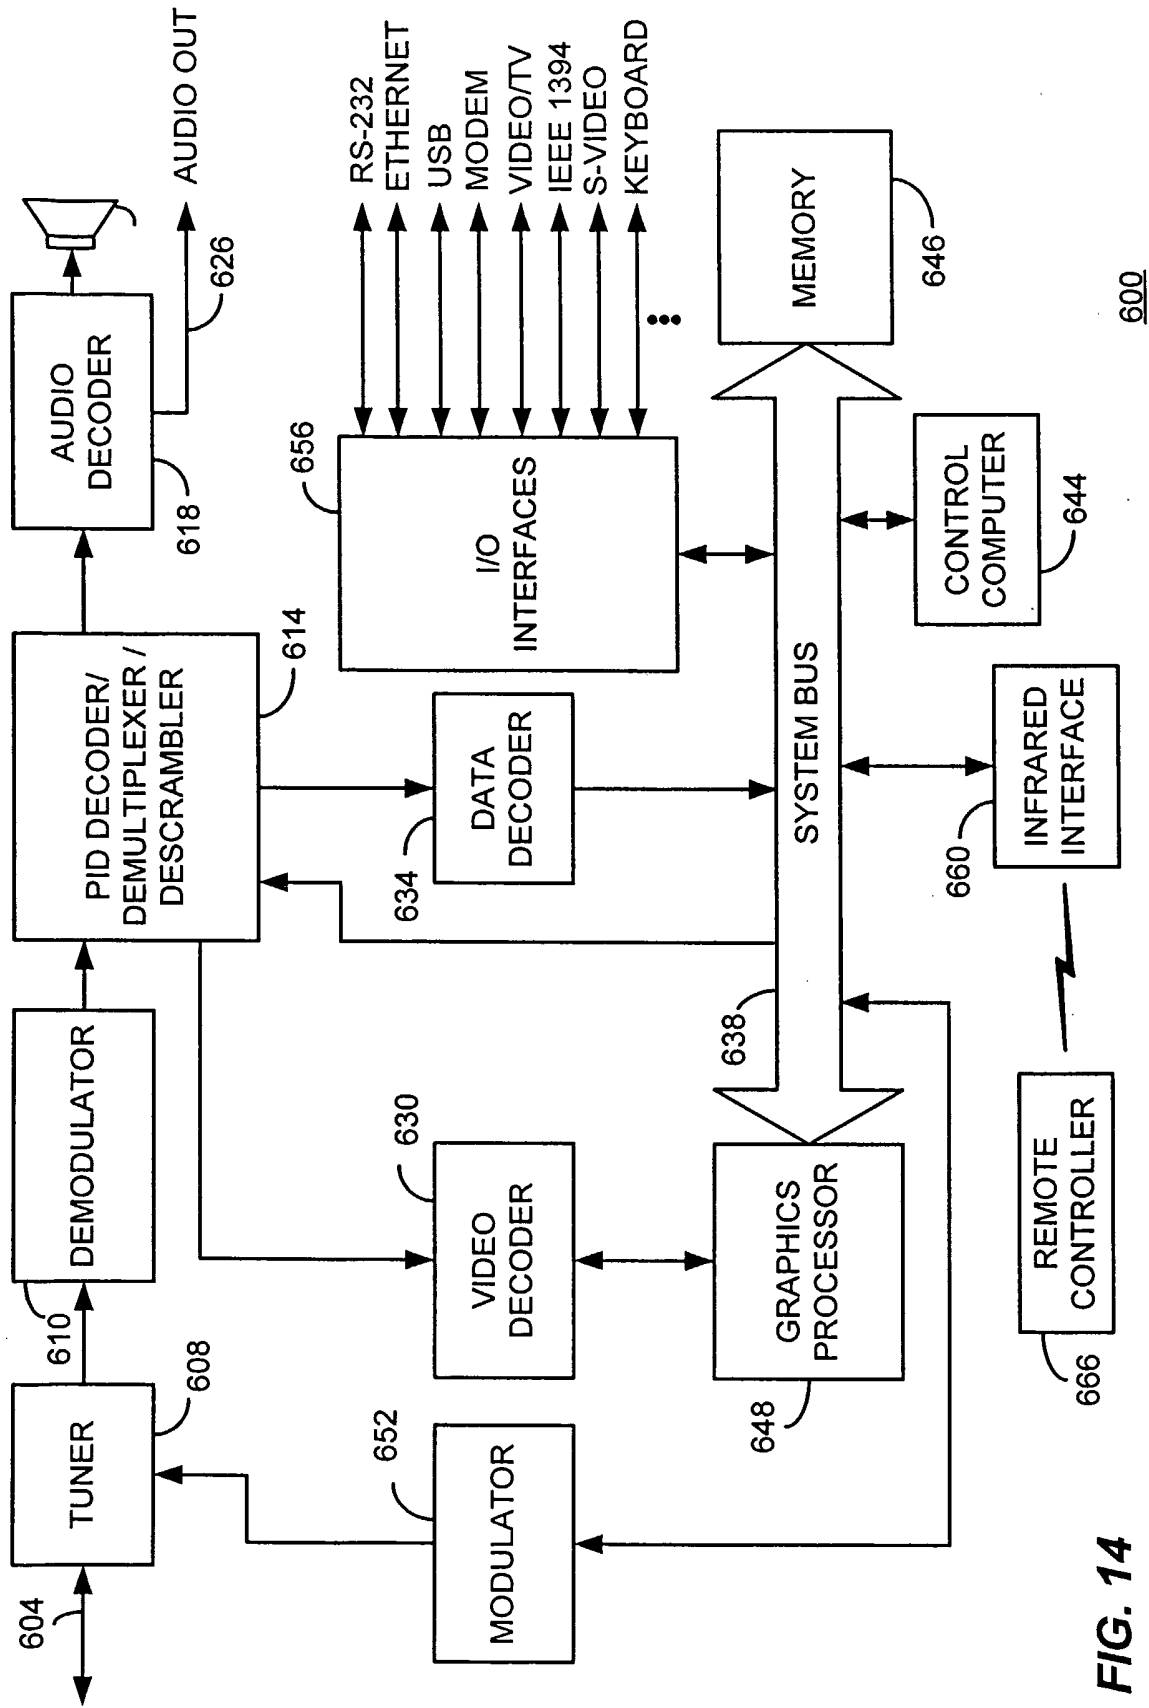 604
TUNER
608
610
DEMODULATOR
PID DECODER/
DEMULTIPLEXER /
DESCRAMBLER
614
AUDIO
DECODER
618
626
AUDIO OUT
MODULATOR
652
VIDEO
DECODER
630
DATA
DECODER
634
I/O
INTERFACES
656
RS-232
ETHERNET
USB
MODEM
VIDEO/TV
IEEE 1394
S-VIDEO
KEYBOARD
GRAPHICS
PROCESSOR
648
638
SYSTEM BUS
MEMORY
646
REMOTE
CONTROLLER
666
INFRARED
INTERFACE
660
CONTROL
COMPUTER
644
600
FIG. 14